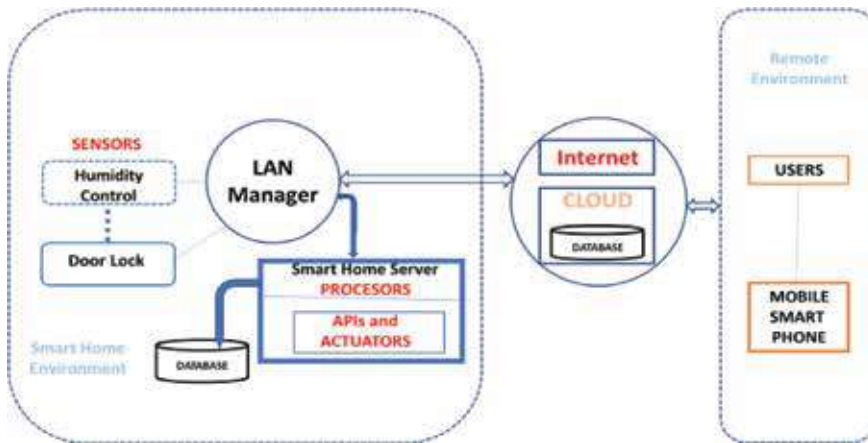 SENSORS
Humidity
Control
Door Lock
LAN
Manager
Smart Home Server
PROCESORS
APIs and
ACTUATORS
DATABASE
Smart Home
Environment
Internet
CLOUD
DATABASE
Remote
Environment
USERS
MOBILE
SMART
PHONE